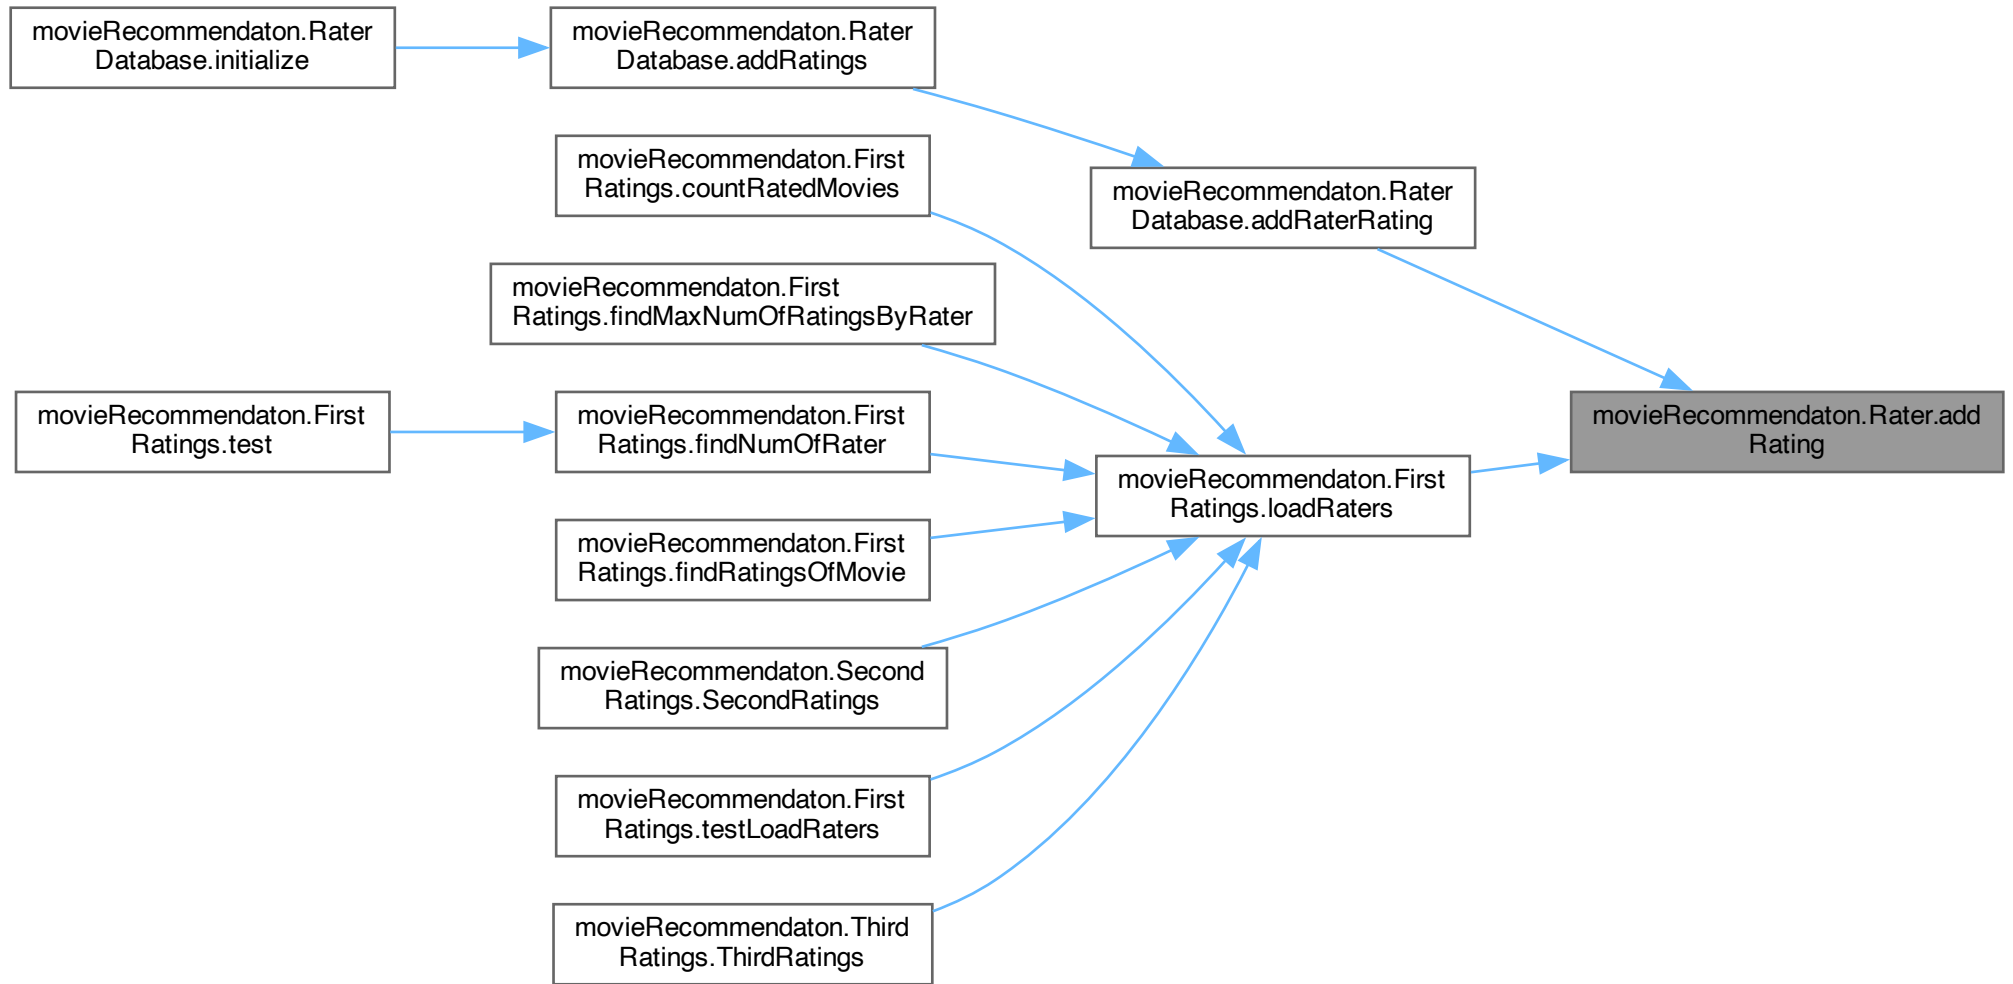 movieRecommendaton.Rater
Database.initialize
movieRecommendaton.Rater
Database.addRatings
movieRecommendaton.First
Ratings.countRatedMovies
movieRecommendaton.Rater
Database.addRaterRating
movieRecommendaton.First
Ratings.findMaxNumOfRatingsByRater
movieRecommendaton.First
Ratings.test
movieRecommendaton.First
Ratings.findNumOfRater
movieRecommendaton.Rater.add
Rating
movieRecommendaton.First
Ratings.loadRaters
movieRecommendaton.First
Ratings.findRatingsOfMovie
movieRecommendaton.Second
Ratings.SecondRatings
movieRecommendaton.First
Ratings.testLoadRaters
movieRecommendaton.Third
Ratings.ThirdRatings